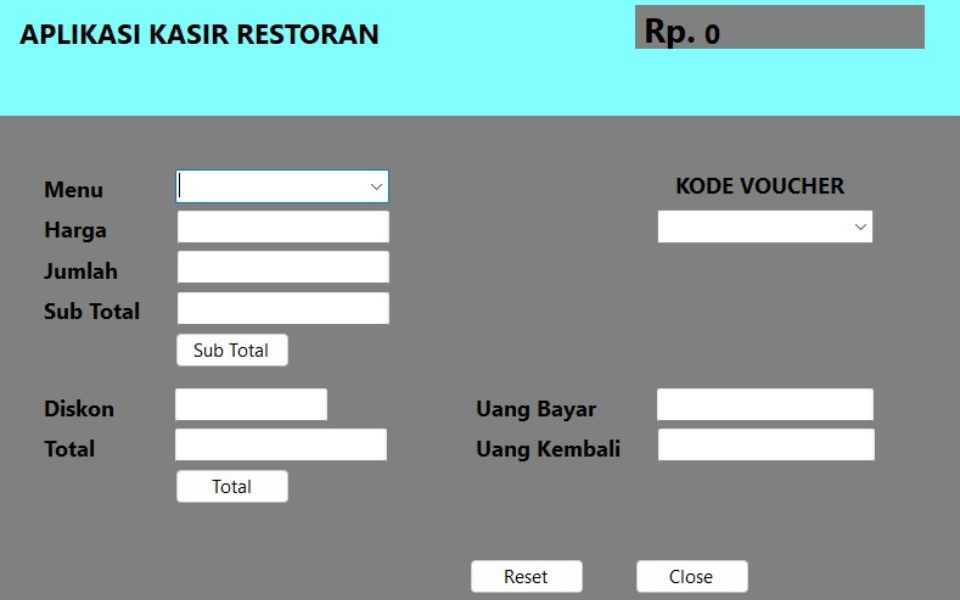 APLIKASI KASIR RESTORAN
Rp. 0
Menu
Harga
Jumlah
Sub Total
Sub Total
KODE VOUCHER
Diskon
Total
Total
Uang Bayar
Uang Kembali
Reset
Close